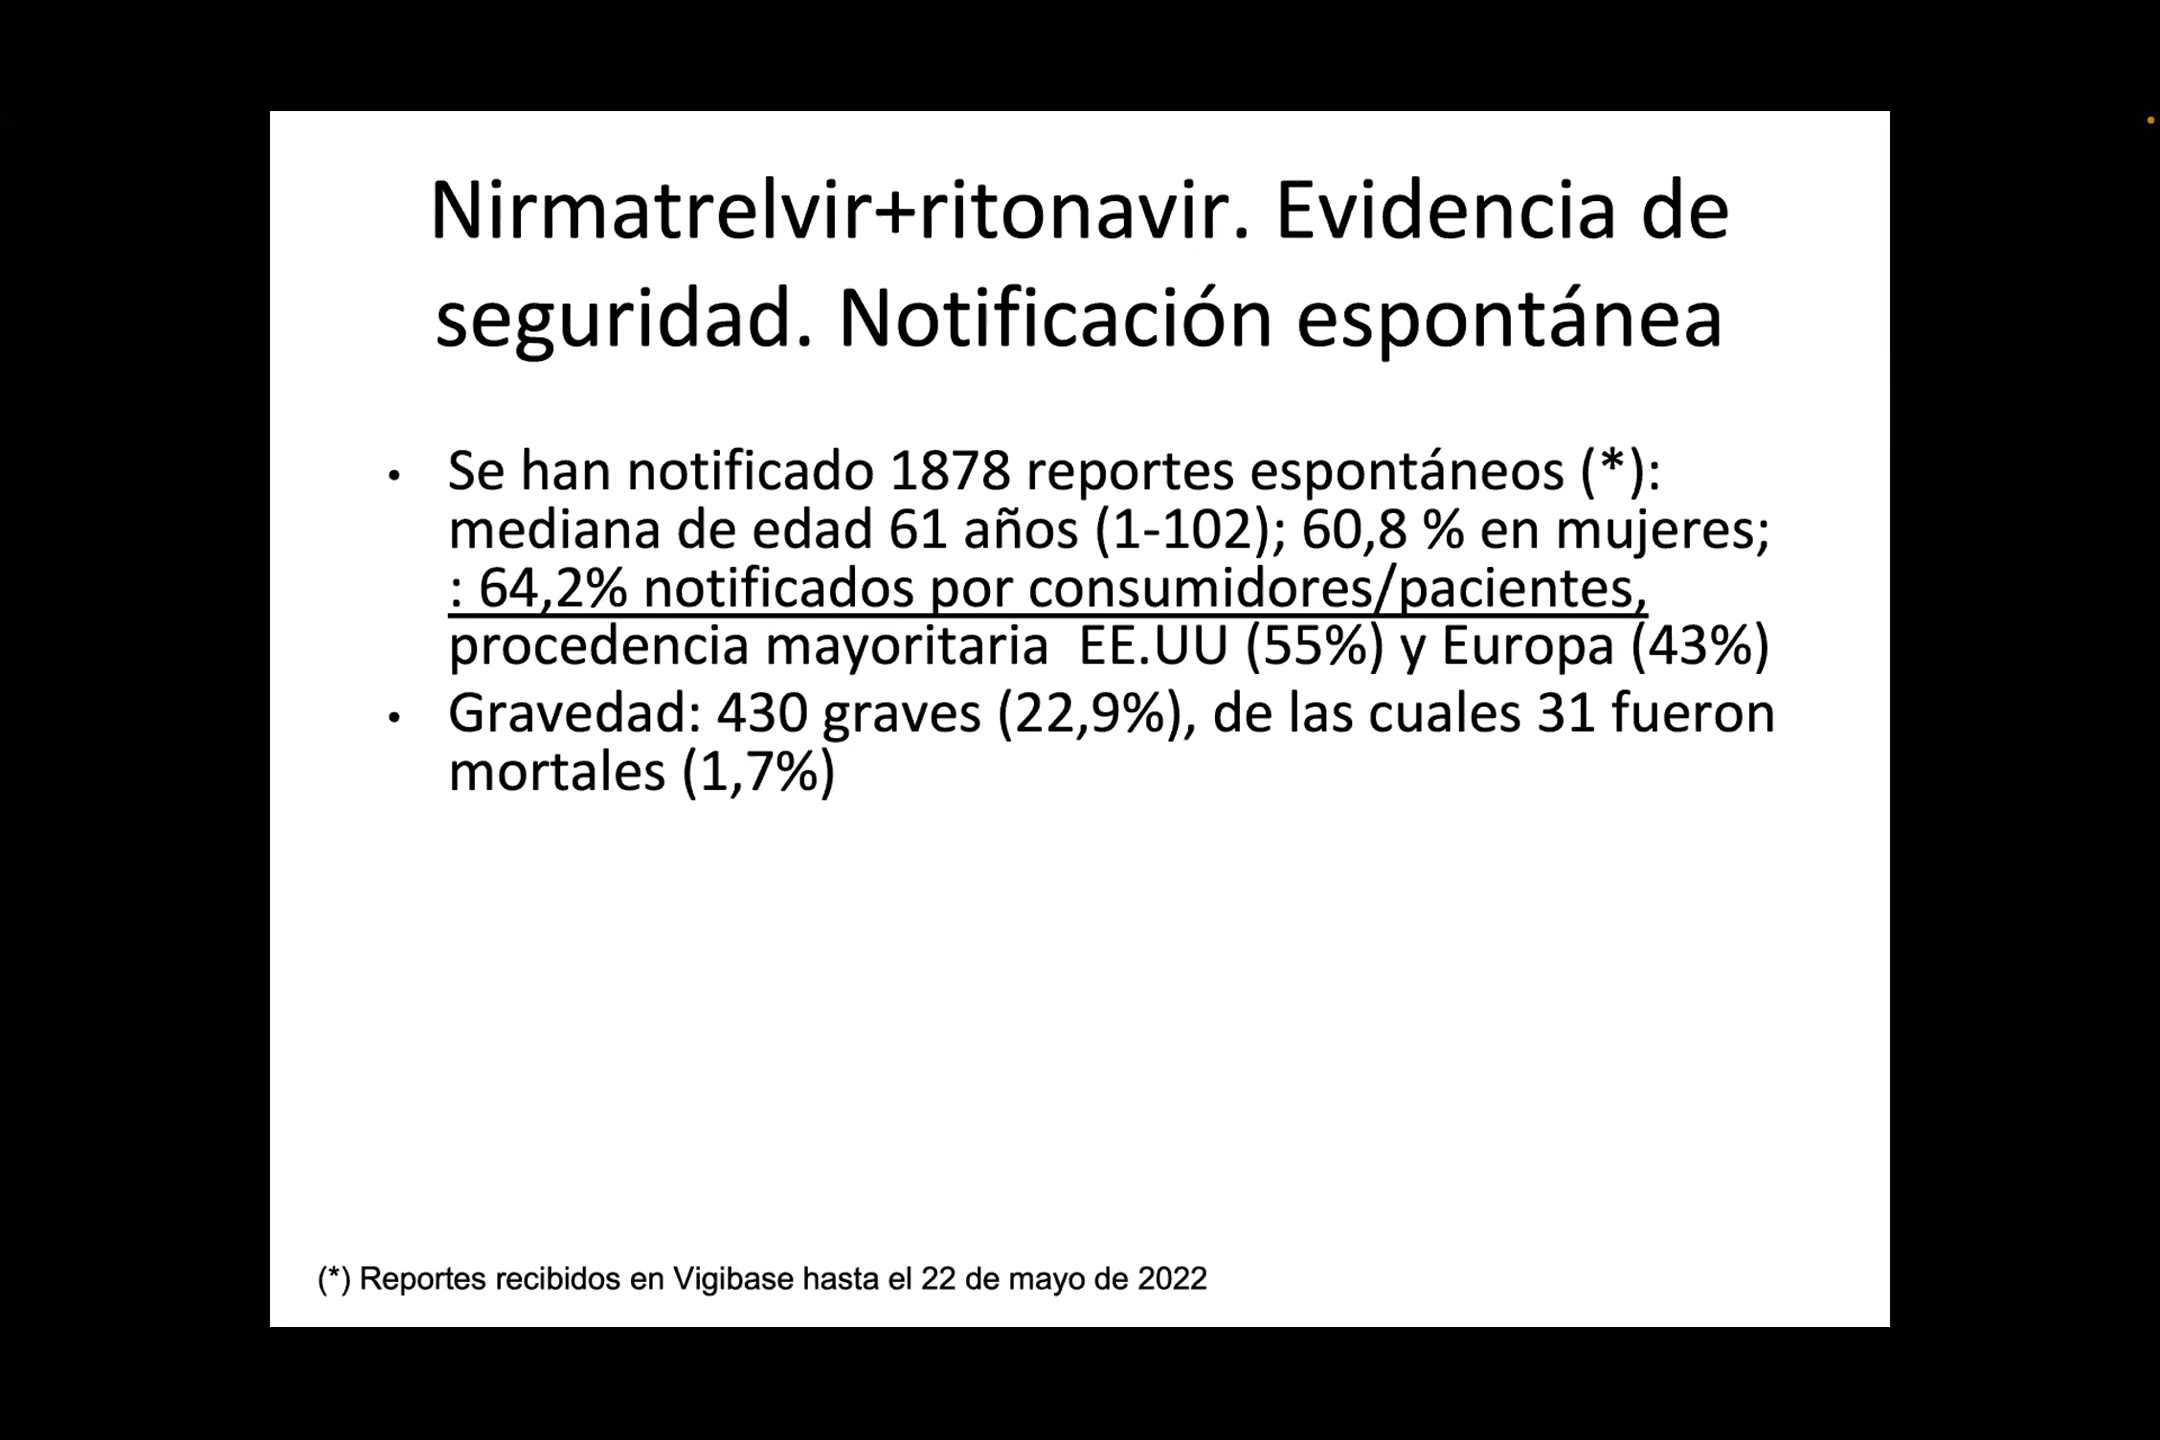 Nirmatrelvir+ritonavir. Evidencia de
seguridad. Notificación espontánea
• Se han notificado 1878 reportes espontáneos (*):
mediana de edad 61 años (1-102); 60,8 % en mujeres;
: 64,2% notificados por consumidores/pacientes,
procedencia mayoritaria  EE.UU (55%) y Europa (43%)
• Gravedad: 430 graves (22,9%), de las cuales 31 fueron
mortales (1,7%)
(*) Reportes recibidos en Vigibase hasta el 22 de mayo de 2022